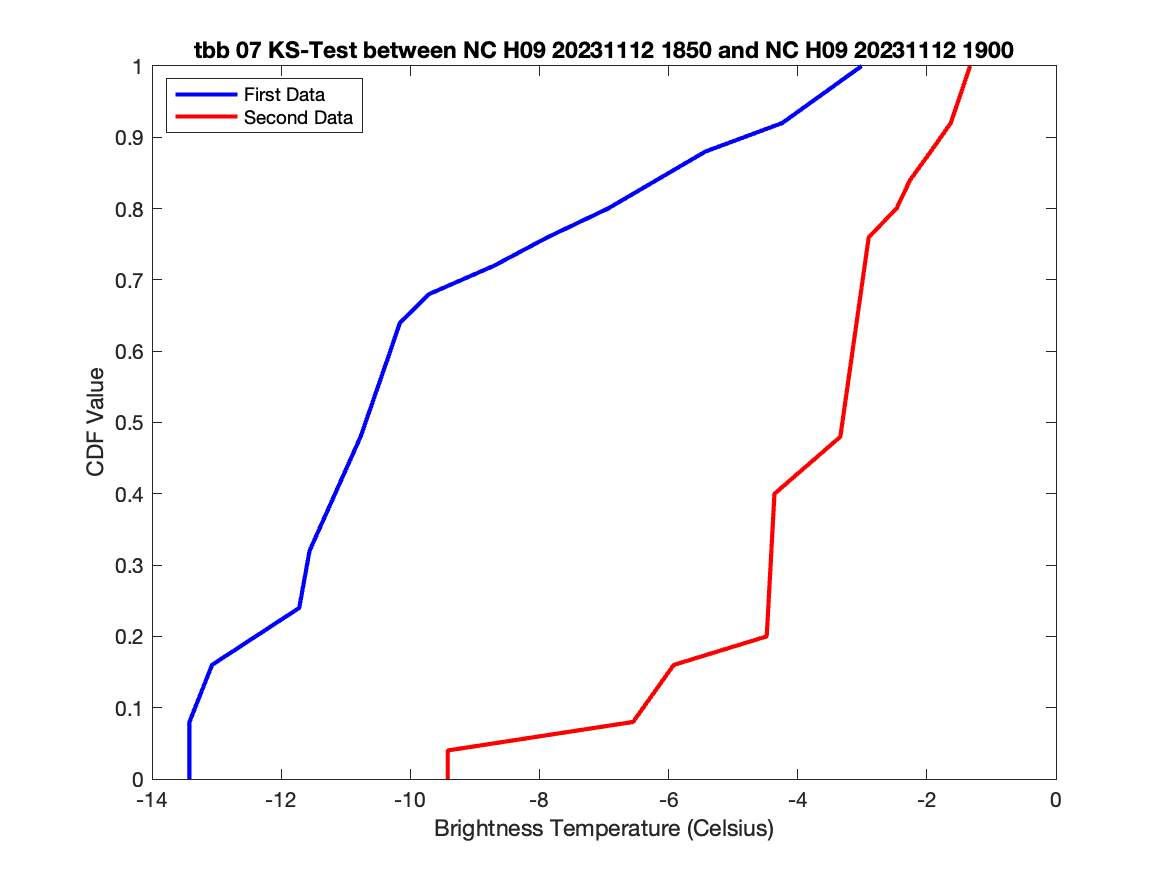 tbb 07 KS-Test between NC H09 20231112 1850 and NC H09 20231112 1900
First Data
Second Data
1
0.9
0.8
0.7
0.6
0.5
0.4
0.3
0.2
0.1
0
CDF Value
-14 -12 -10 -8 -6 -4 -2 0
Brightness Temperature (Celsius)